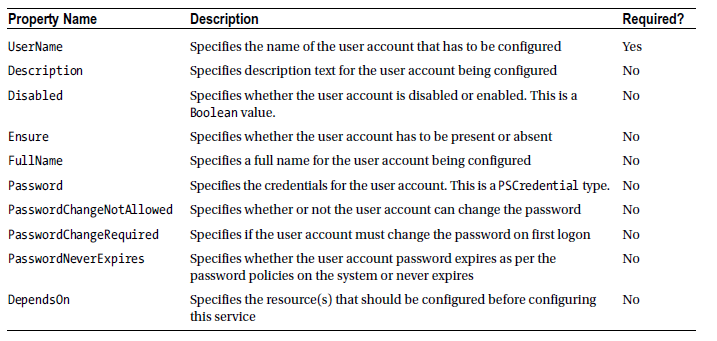 Property Name Description Required?
UserName Specifies the name of the user account that has to be configured Yes
Description Specifies description text for the user account being configured No
Disabled Specifies whether the user account is disabled or enabled. This is a No
Boolean value.
Ensure Specifies whether the user account has to be present or absent No
FullName Specifies a full name for the user account being configured No
Password Specifies the credentials for the user account. This is a PSCredential type. No
PasswordChangeNotAllowed Specifies whether or not the user account can change the password No
PasswordChangeRequired Specifies if the user account must change the password on first logon No
PasswordNeverExpires Specifies whether the user account password expires as per the No
password policies on the system or never expires
DependsOn Specifies the resource(s) that should be configured before configuring No
this service